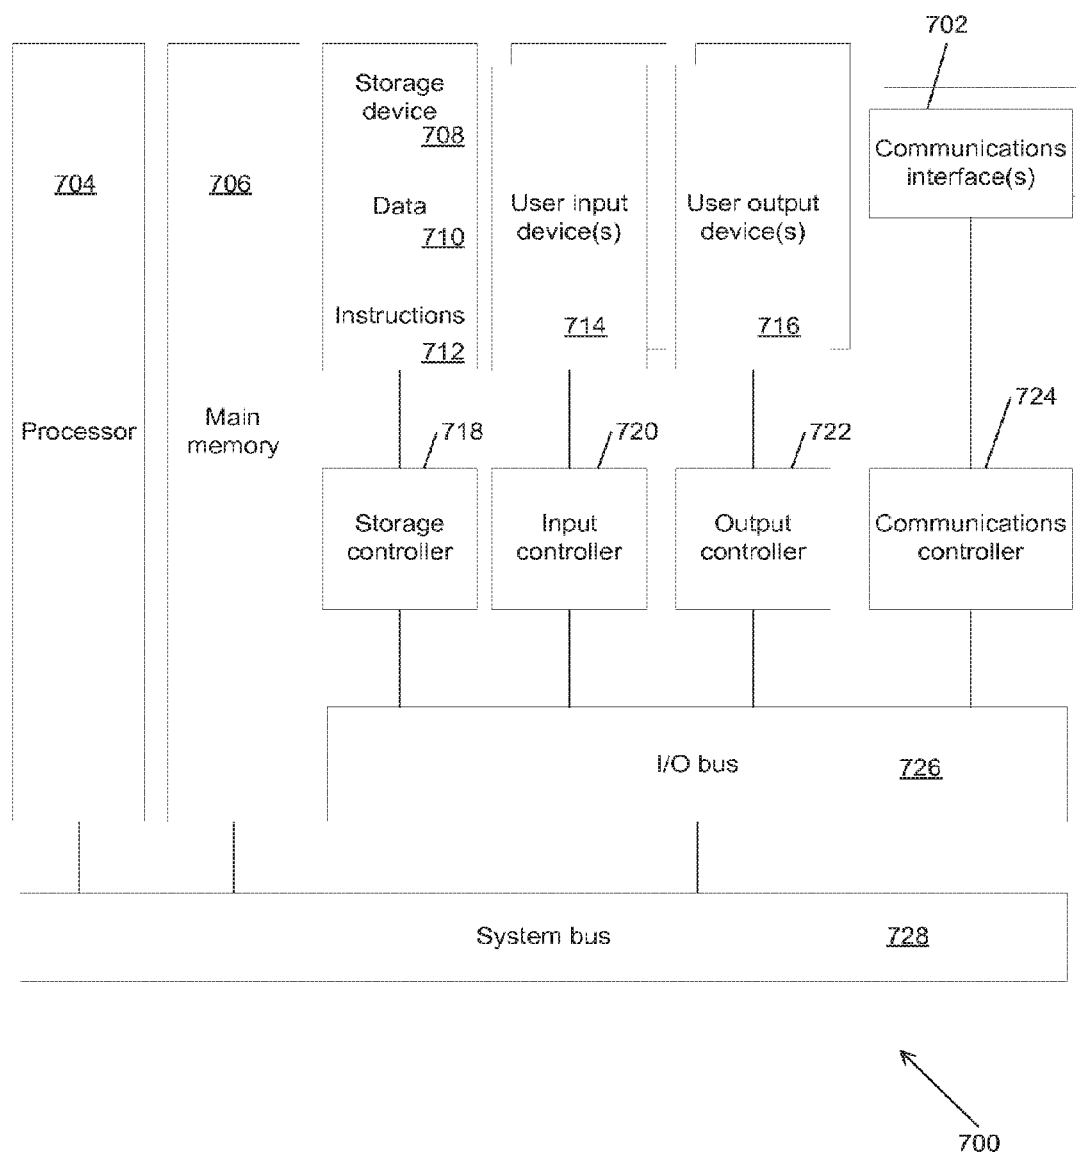 702
Storage
device
708
Communications
interface(s)
704
706
Data
710
User input
device(s)
User output
device(s)
Instructions
712
714
716
724
Processor
Main
memory
718
720
722
Storage
controller
Input
controller
Output
controller
Communications
controller
I/O bus
726
System bus
728
700